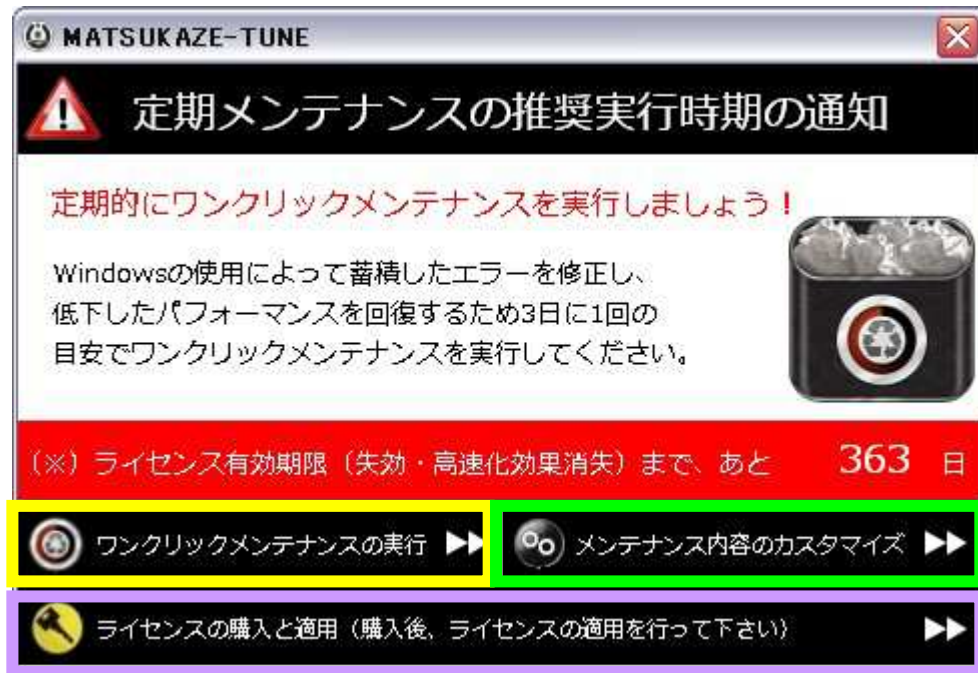 MATSUKAZE-TUNE
定期メンテナンスの推奨実行時期の通知
定期的にワンクリックメンテナンスを実行しましょう！
Windowsの使用によって蓄積したエラーを修正し、
低下したパフォーマンスを回復するため3日に1回の
目安でワンクリックメンテナンスを実行してください。
（※）ライセンス有効期限（失効・高速化効果消失）まで、あと 363 日
ワンクリックメンテナンスの実行
メンテナンス内容のカスタマイズ
ライセンスの購入と適用（購入後、ライセンスの適用を行って下さい）